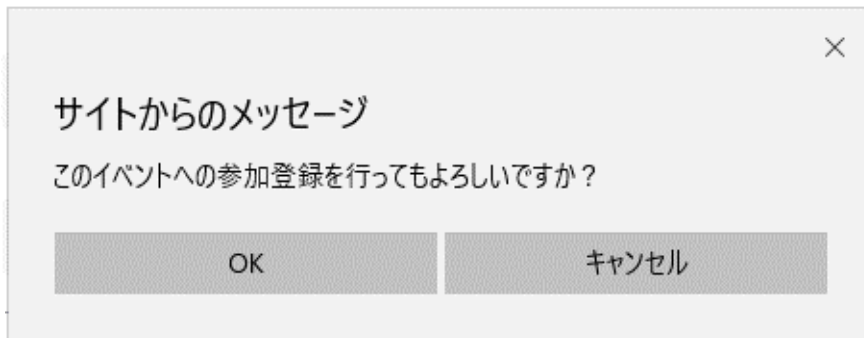 サイトからのメッセージ
このイベントへの参加登録を行ってもよろしいですか？
OK
キャンセル